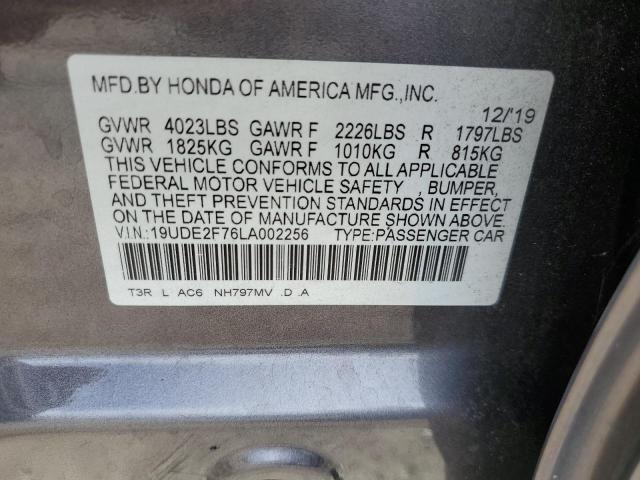 MFD.BY HONDA OF AMERICA MFG.,INC.
12/'19
GVWR 4023LBS GAWR F 2226LBS R 1797LBS
GVWR 1825KG GAWR F 1010KG R 815KG
THIS VEHICLE CONFORMS TO ALL APPLICABLE
FEDERAL MOTOR VEHICLE SAFETY , BUMPER,
AND THEFT PREVENTION STANDARDS IN EFFECT
ON THE DATE OF MANUFACTURE SHOWN ABOVE.
V.I.N:19UDE2F76LA002256 TYPE:PASSENGER CAR
T3R L AC6 NH797MV .D .A